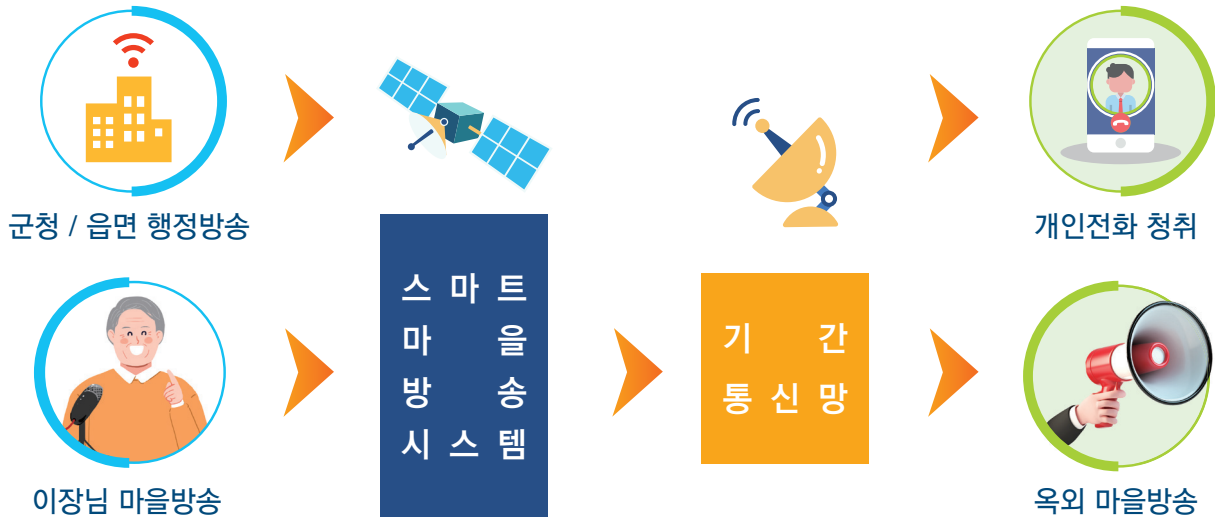 군청 / 읍면 행정방송
이장님 마을방송
스마트
마을
방송
시스템
기간
통신망
개인전화 청취
옥외 마을방송